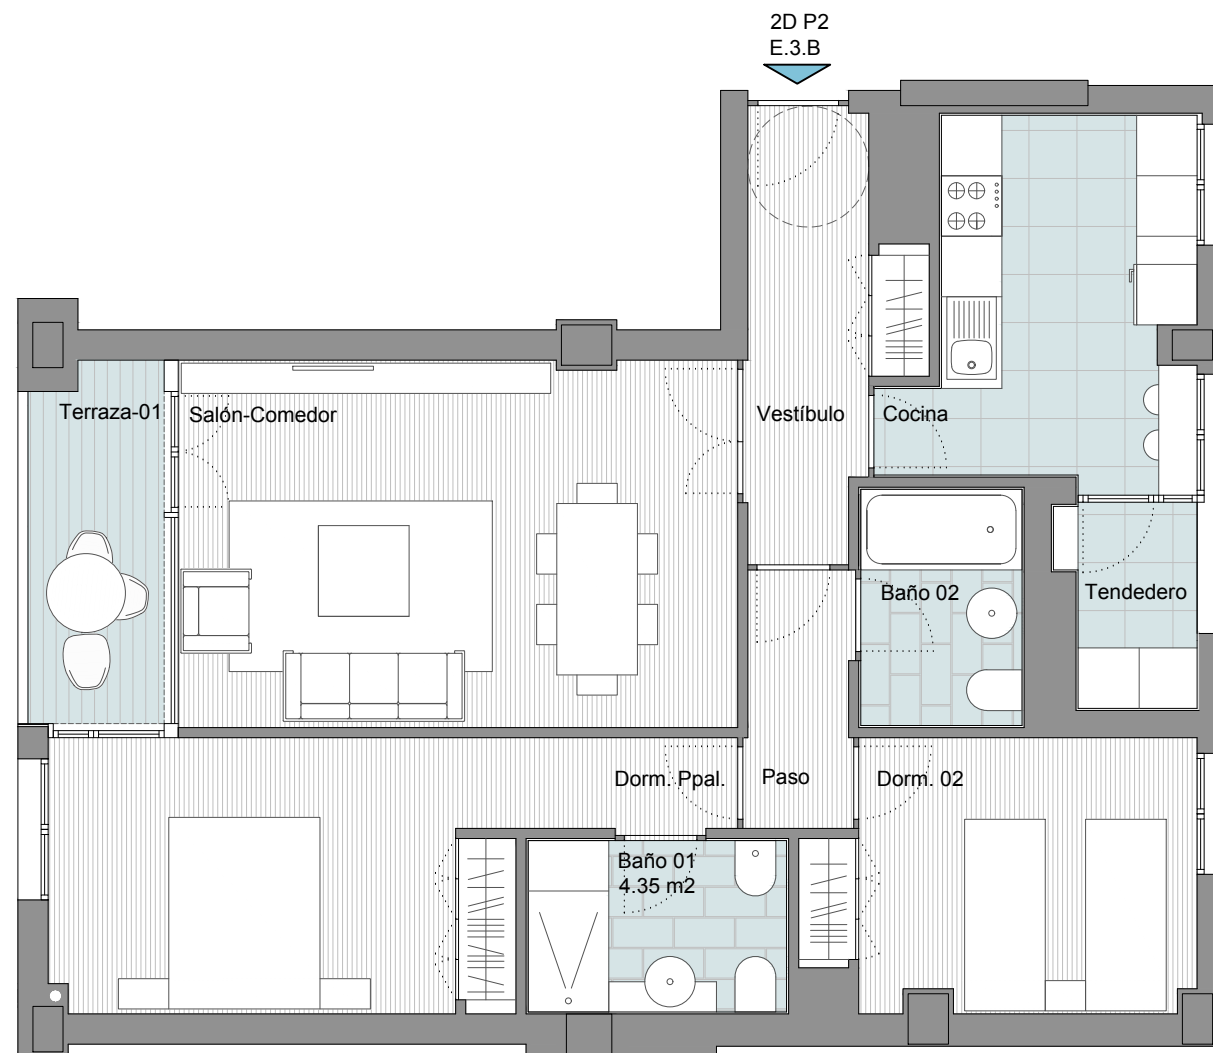 2D P2
E.3.B
Terraza-01
Salón-Comedor
Vestíbulo
Cocina
Baño 02
Tendedero
Dorm. Ppal.
Paso
Dorm. 02
Baño 01
4.35 m2